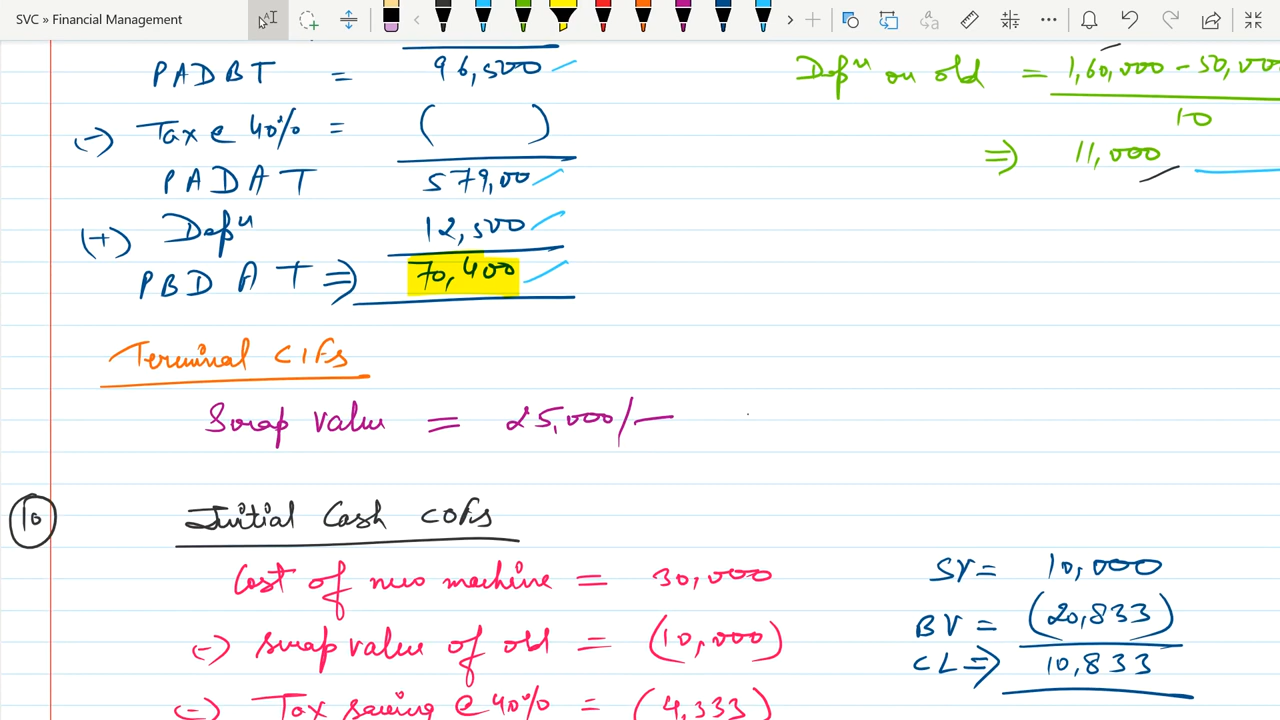 SVC » Financial Management
PADBT = 96,500
(-) Tax @ 40% = ( )
PADAT 579,00
(+) Depn 12,500
PBDAT ⇒ 70,400
Depn on old = 1,60,000 - 50,000
10
⇒ 11,000
Terminal CIFs
Scrap value = 25,000/-
10
Initial Cash COFs
Cost of new machine = 30,000
(-) scrap value of old = (10,000)
(-) Tax saving @ 40% = (4,333)
SV = 10,000
BV = (20,833)
CL ⇒ 10,833